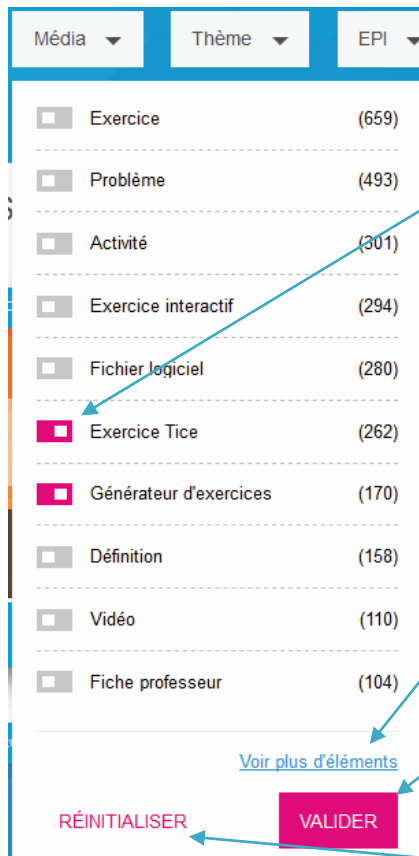 Média Thème EPI
Exercice (659)
Problème (493)
Activité (301)
Exercice interactif (294)
Fichier logiciel (280)
Exercice Tice (262)
Générateur d'exercices (170)
Définition (158)
Vidéo (110)
Fiche professeur (104)
Voir plus d'éléments
RÉINITIALISER VALIDER